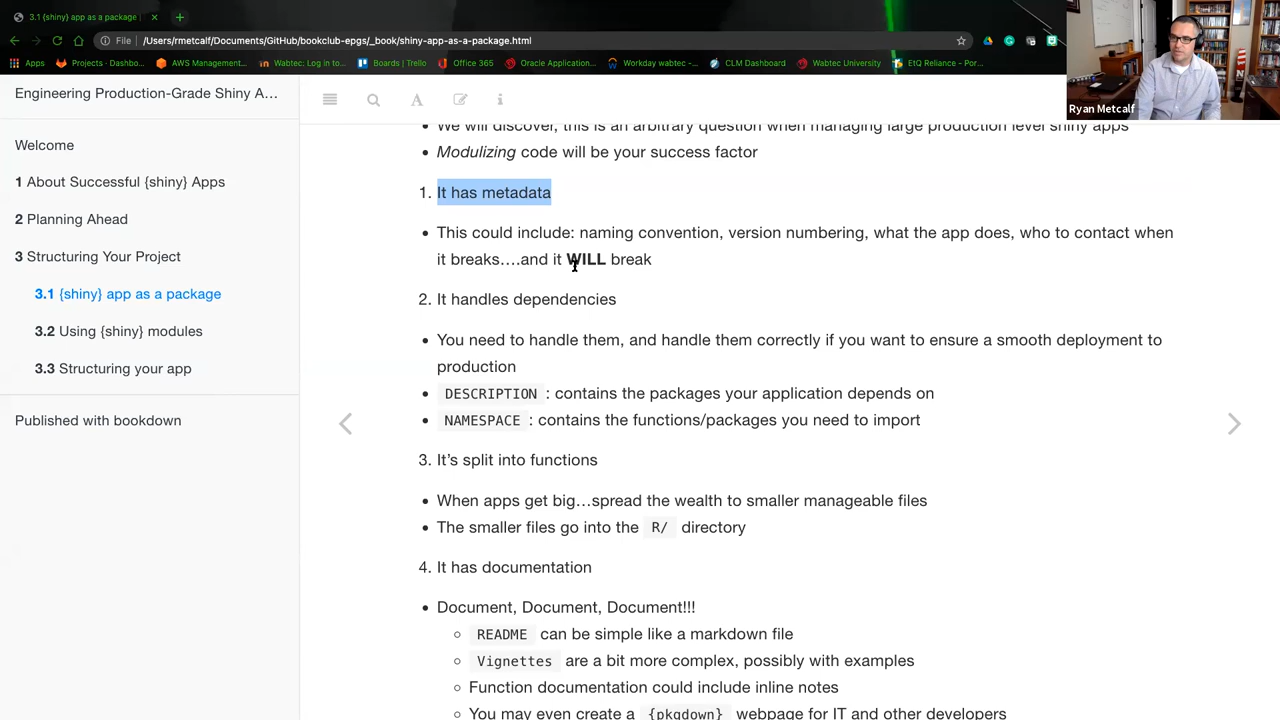 3.1 {shiny} app as a package
File
/Users/rmetcalf/Documents/GitHub/bookclub-epgs/_book/shiny-app-as-a-package.html
Apps
Projects - Dashbo...
AWS Management...
Wabtec: Log in to...
Boards | Trello
Office 365
Oracle Application...
Workday wabtec -...
CLM Dashboard
Wabtec University
EtQ Reliance – Por...
Ryan Metcalf
Engineering Production-Grade Shiny A...
Welcome
1 About Successful {shiny} Apps
2 Planning Ahead
3 Structuring Your Project
3.1 {shiny} app as a package
3.2 Using {shiny} modules
3.3 Structuring your app
Published with bookdown
• We will discover, this is an arbitrary question when managing large production level shiny apps
• Modulizing code will be your success factor
1. It has metadata
• This could include: naming convention, version numbering, what the app does, who to contact when
it breaks....and it WILL break
2. It handles dependencies
• You need to handle them, and handle them correctly if you want to ensure a smooth deployment to
production
• DESCRIPTION : contains the packages your application depends on
• NAMESPACE : contains the functions/packages you need to import
3. It's split into functions
• When apps get big...spread the wealth to smaller manageable files
• The smaller files go into the R/ directory
4. It has documentation
• Document, Document, Document!!!
○ README can be simple like a markdown file
○ Vignettes are a bit more complex, possibly with examples
○ Function documentation could include inline notes
○ You may even create a {pkgdown} webpage for IT and other developers